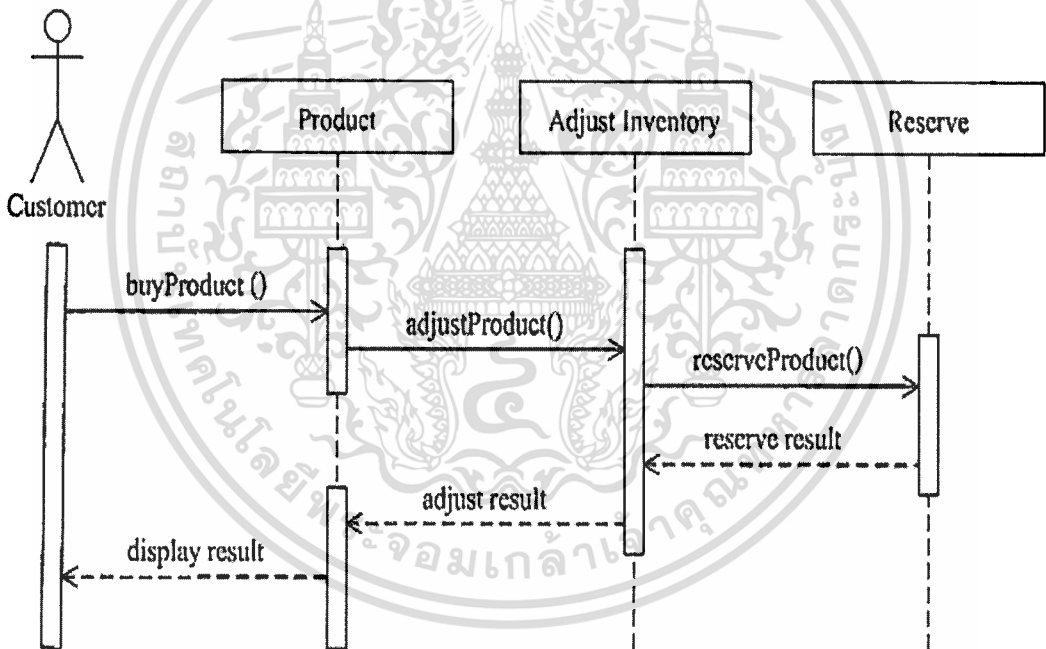 Product
Adjust Inventory
Reserve
Customer
buyProduct ()
adjustProduct()
reserveProduct()
reserve result
adjust result
display result